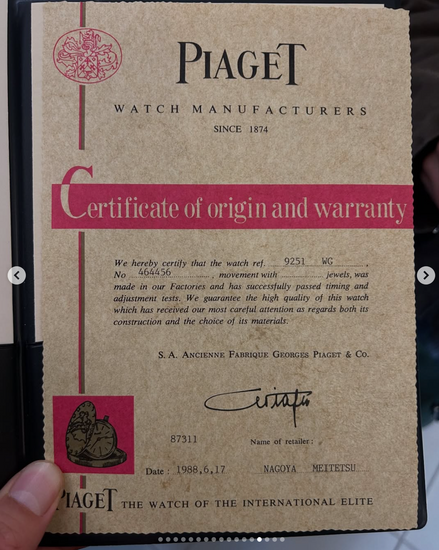 PIAGET
WATCH MANUFACTURERS
SINCE 1874
Certificate of origin and warranty
We hereby certify that the watch ref. 9251 WG ,
No 464456 , movement with jewels, was
made in our Factories and has successfully passed timing and
adjustment tests. We guarantee the high quality of this watch
which has received our most careful attention as regards both its
construction and the choice of its materials.
S. A. ANCIENNE FABRIQUE GEORGES PIAGET & CO.
87311 Name of retailer :
Date : 1988,6,17 NAGOYA MEITETSU
PIAGET THE WATCH OF THE INTERNATIONAL ELITE